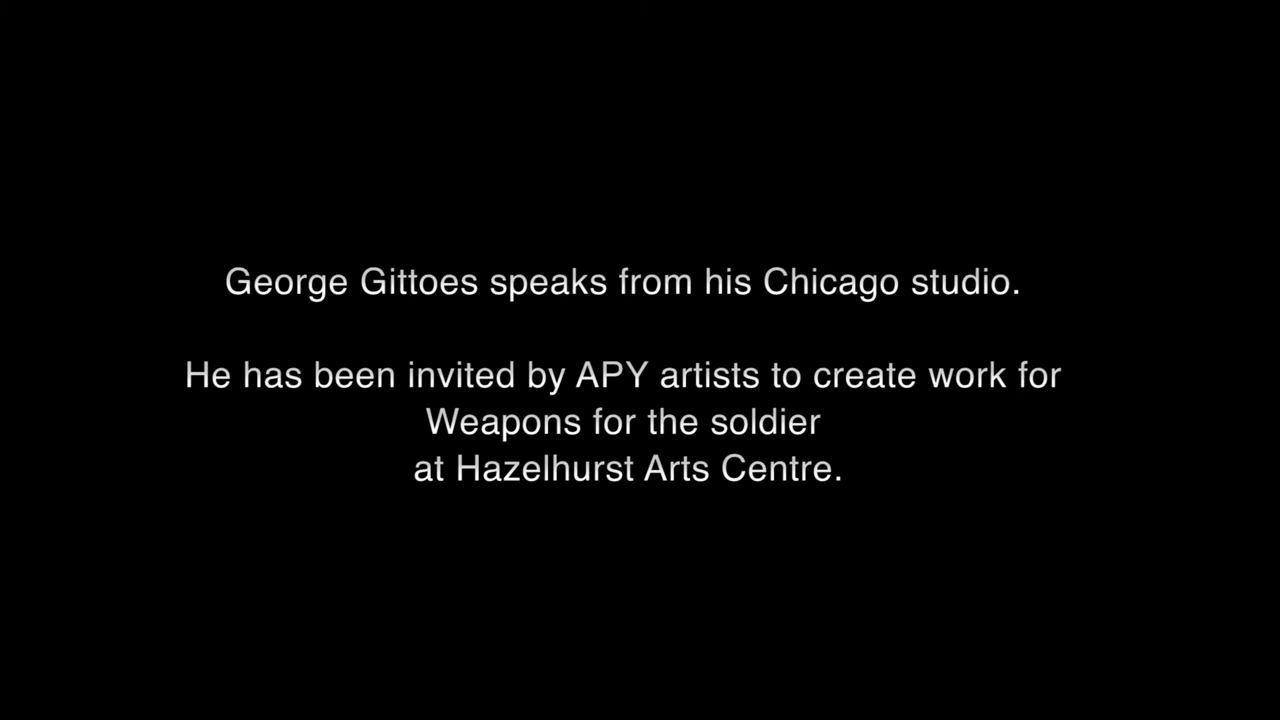 George Gittoes speaks from his Chicago studio.
He has been invited by APY artists to create work for
Weapons for the soldier
at Hazelhurst Arts Centre.